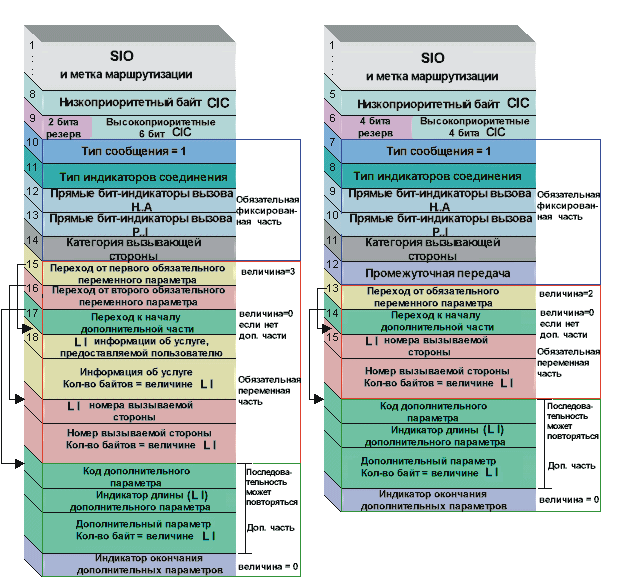 1
:
:
SIO
и метка маршрутизации
8
Низкоприоритетный байт CIC
9
2 бита
резерв
Высокоприоритетные
6 бит CIC
10
Тип сообщения = 1
11
Тип индикаторов соединения
12
Прямые бит-индикаторы вызова
H..A
13
Прямые бит-индикаторы вызова
P..I
14
Категория вызывающей
стороны
Обязательная
фиксирован-
ная часть
15
Переход от первого обязательного
переменного параметра
величина=3
16
Переход от второго обязательного
переменного параметра
17
Переход к началу
дополнительной части
величина=0
если нет
доп. части
18
L I информации об услуге,
предоставляемой пользователю
Информация об услуге
Кол-во байтов = величине L I
Обязательная
переменная
часть
L I номера вызываемой
стороны
Номер вызываемой стороны
Кол-во байтов = величине L I
Код дополнительного
параметра
Индикатор длины (L I)
дополнительного параметра
Дополнительный параметр
Кол-во байт = величине L I
Последова-
тельность
может
повторяться
Доп. часть
Индикатор окончания
дополнительных параметров
величина = 0
1
:
:
SIO
и метка маршрутизации
5
Низкоприоритетный байт CIC
6
4 бита
резерв
Высокоприоритетные
4 бита CIC
7
Тип сообщения = 1
8
Тип индикаторов соединения
9
Прямые бит-индикаторы вызова
H..A
10
Прямые бит-индикаторы вызова
P..I
11
Категория вызывающей
стороны
12
Промежуточная передача
Обязательная
фиксирован-
ная часть
13
Переход от обязательного
переменного параметра
величина=2
14
Переход к началу
дополнительной части
величина=0
если нет
доп. части
15
L I номера вызываемой
стороны
Номер вызываемой стороны
Кол-во байтов = величине L I
Обязательная
переменная
часть
Код дополнительного
параметра
Индикатор длины (L I)
дополнительного параметра
Дополнительный параметр
Кол-во байт = величине L I
Последова-
тельность
может
повторяться
Доп. часть
Индикатор окончания
дополнительных параметров
величина = 0